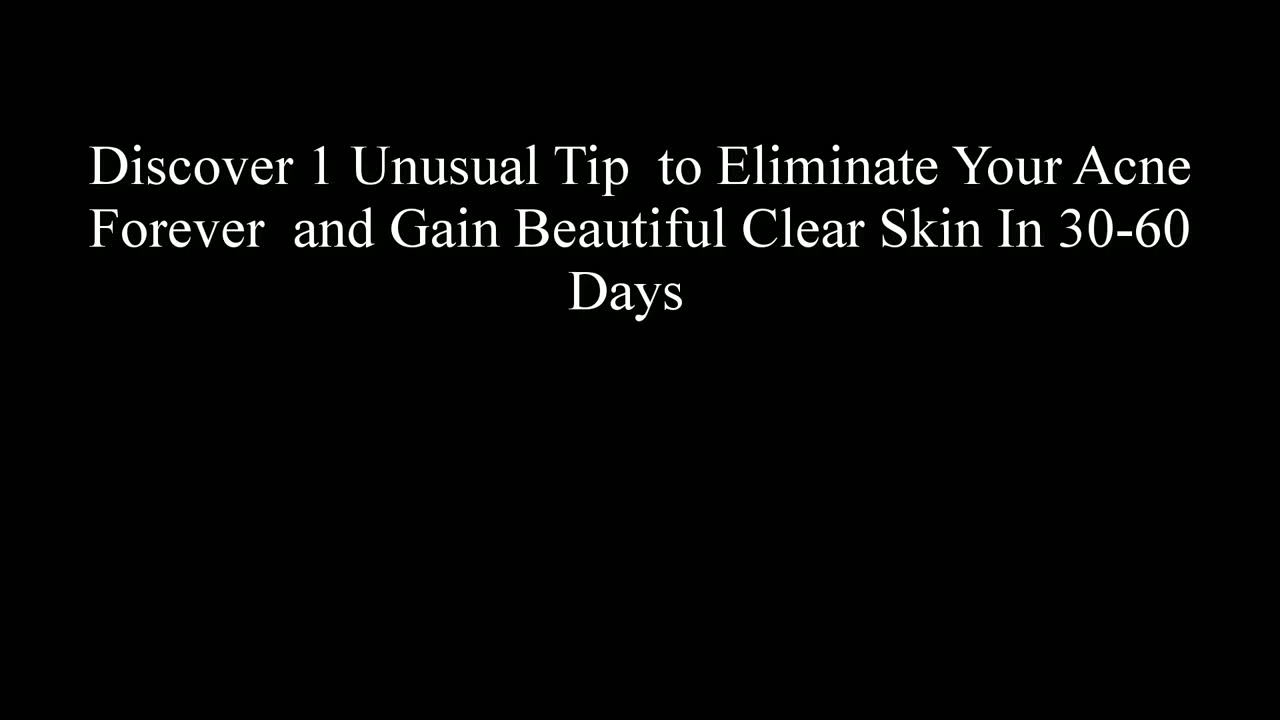 Discover 1 Unusual Tip  to Eliminate Your Acne
Forever  and Gain Beautiful Clear Skin In 30-60
Days